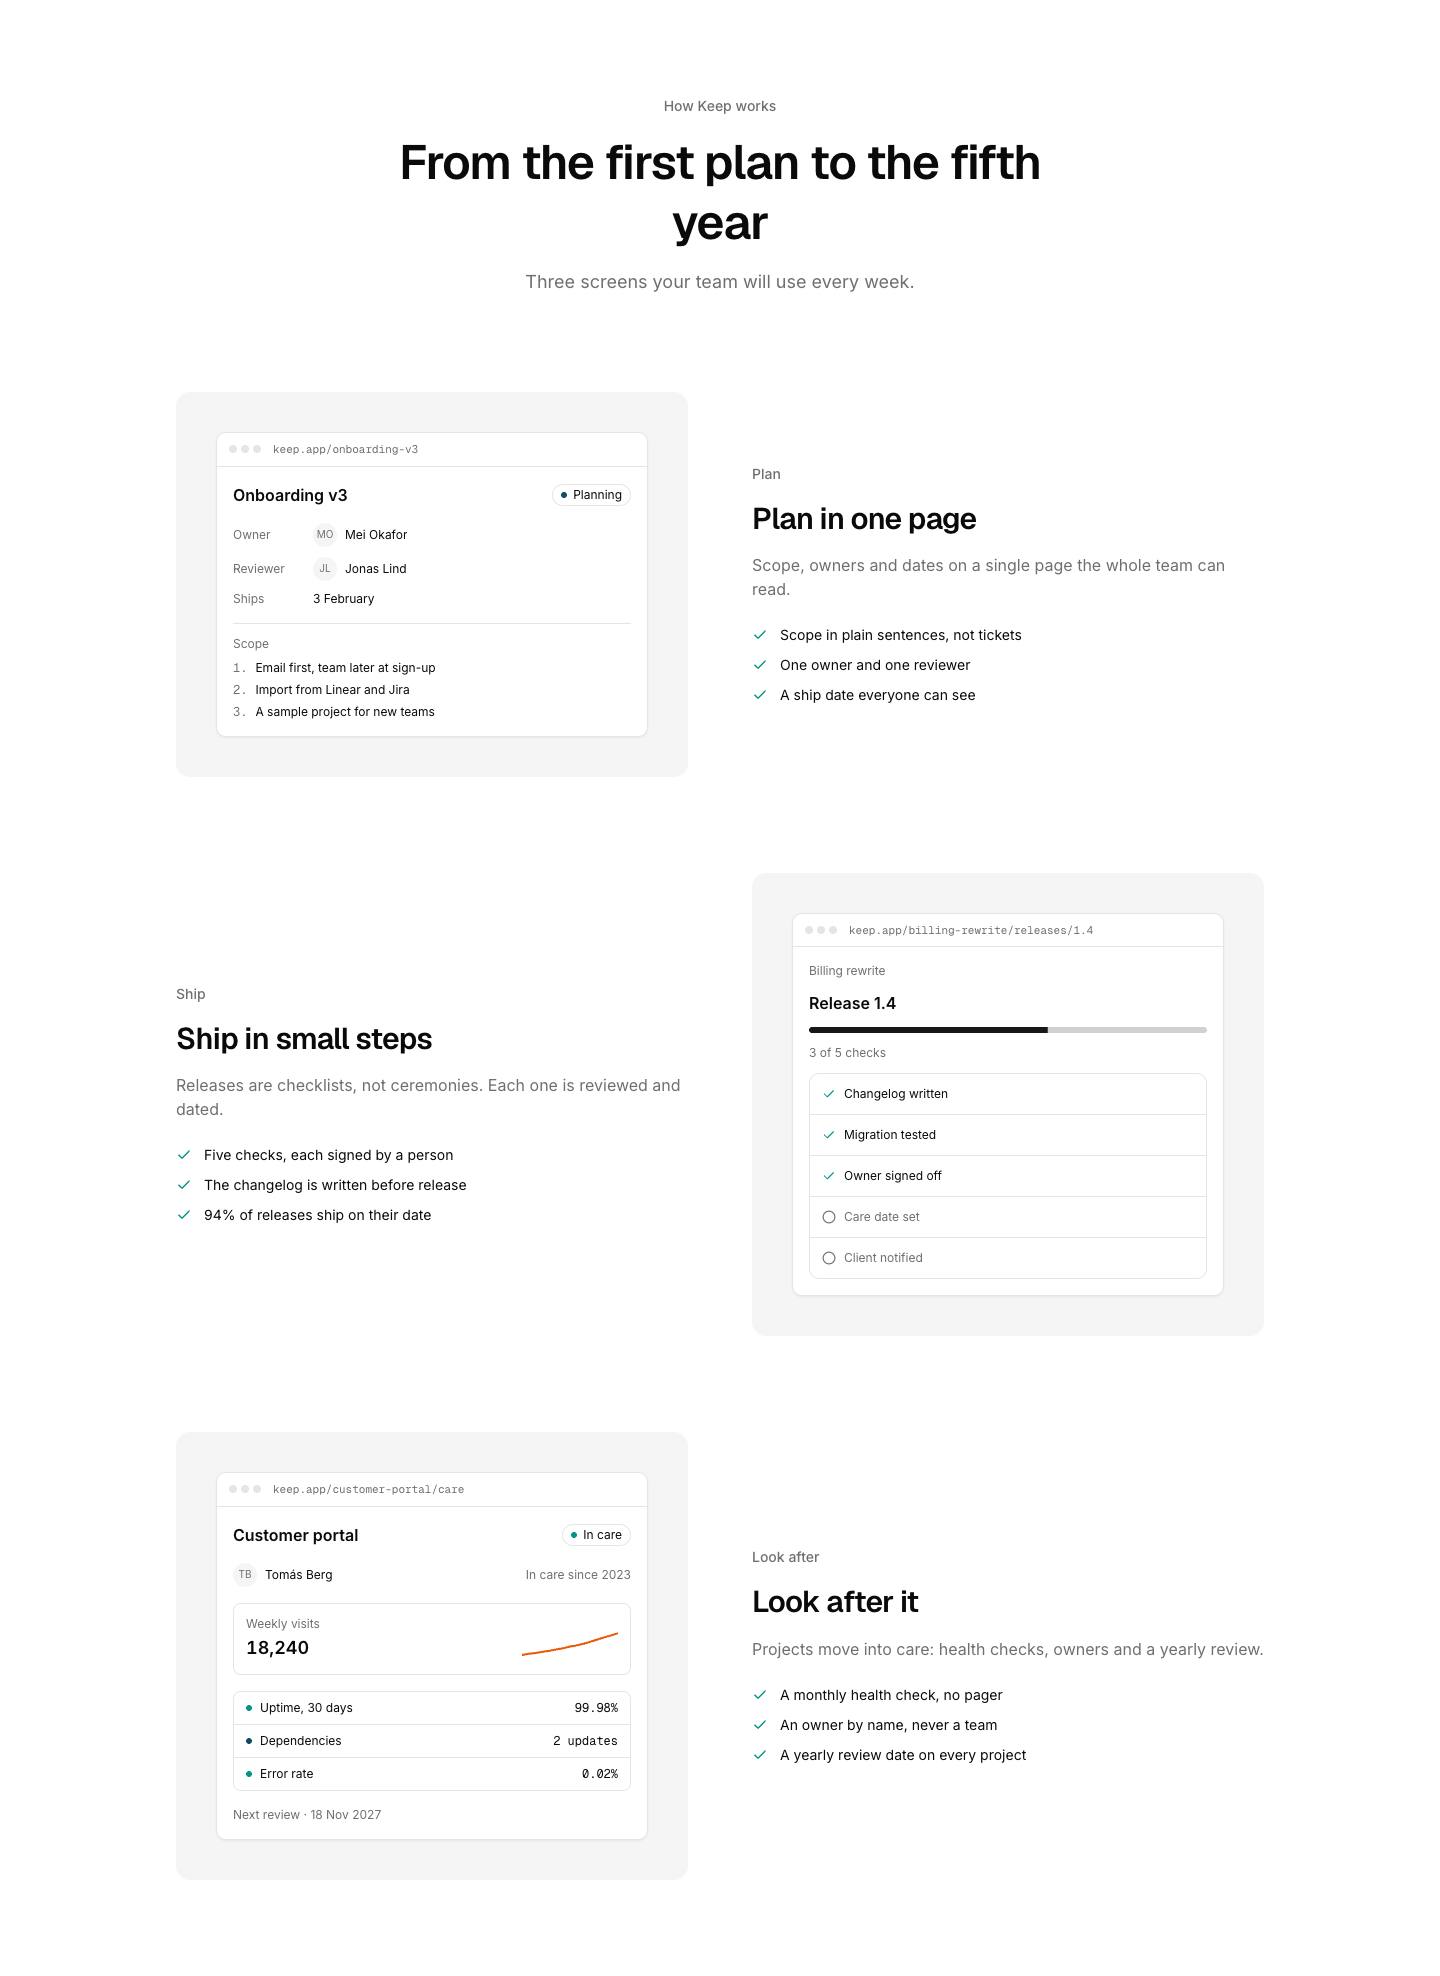 How Keep works
From the first plan to the fifth
year
Three screens your team will use every week.
keep.app/onboarding-v3
Onboarding v3
Planning
Owner
MO
Mei Okafor
Reviewer
JL
Jonas Lind
Ships
3 February
Scope
1. Email first, team later at sign-up
2. Import from Linear and Jira
3. A sample project for new teams
Plan
Plan in one page
Scope, owners and dates on a single page the whole team can
read.
Scope in plain sentences, not tickets
One owner and one reviewer
A ship date everyone can see
Ship
Ship in small steps
Releases are checklists, not ceremonies. Each one is reviewed and
dated.
Five checks, each signed by a person
The changelog is written before release
94% of releases ship on their date
keep.app/billing-rewrite/releases/1.4
Billing rewrite
Release 1.4
3 of 5 checks
Changelog written
Migration tested
Owner signed off
Care date set
Client notified
keep.app/customer-portal/care
Customer portal
In care
TB
Tomás Berg
In care since 2023
Weekly visits
18,240
Uptime, 30 days 99.98%
Dependencies 2 updates
Error rate 0.02%
Next review · 18 Nov 2027
Look after
Look after it
Projects move into care: health checks, owners and a yearly review.
A monthly health check, no pager
An owner by name, never a team
A yearly review date on every project